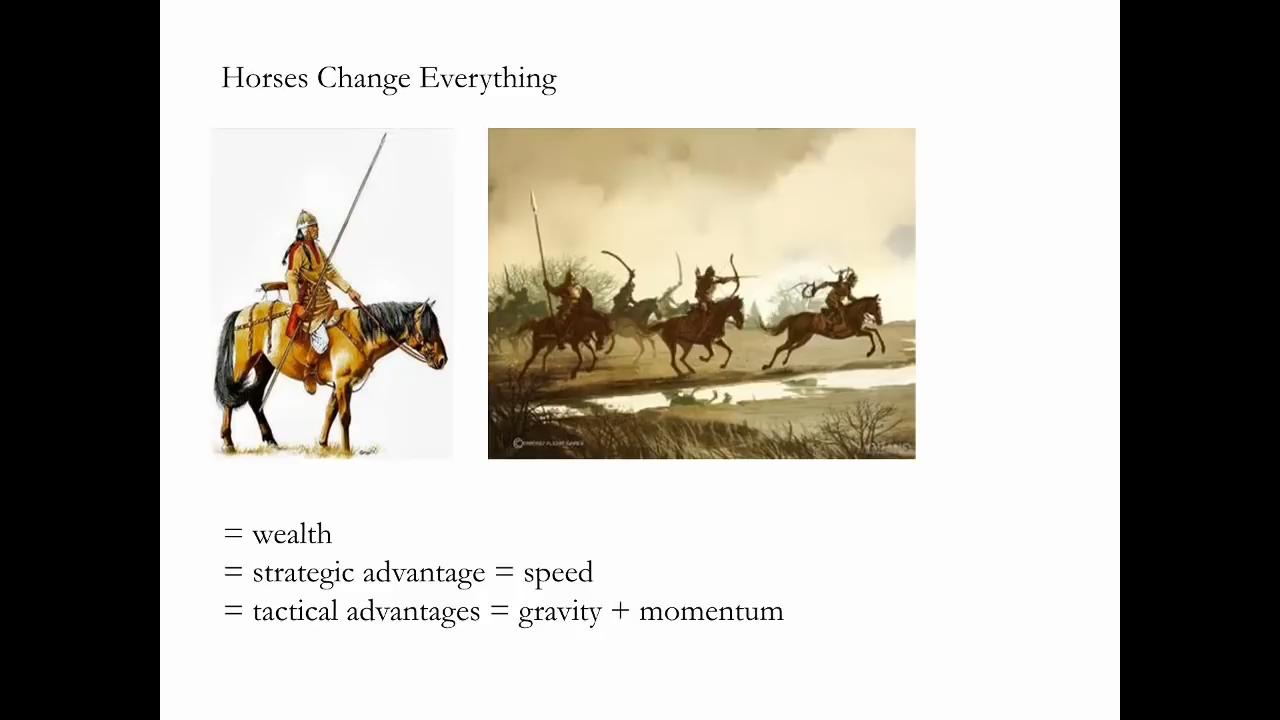 Horses Change Everything
= wealth
= strategic advantage = speed
= tactical advantages = gravity + momentum